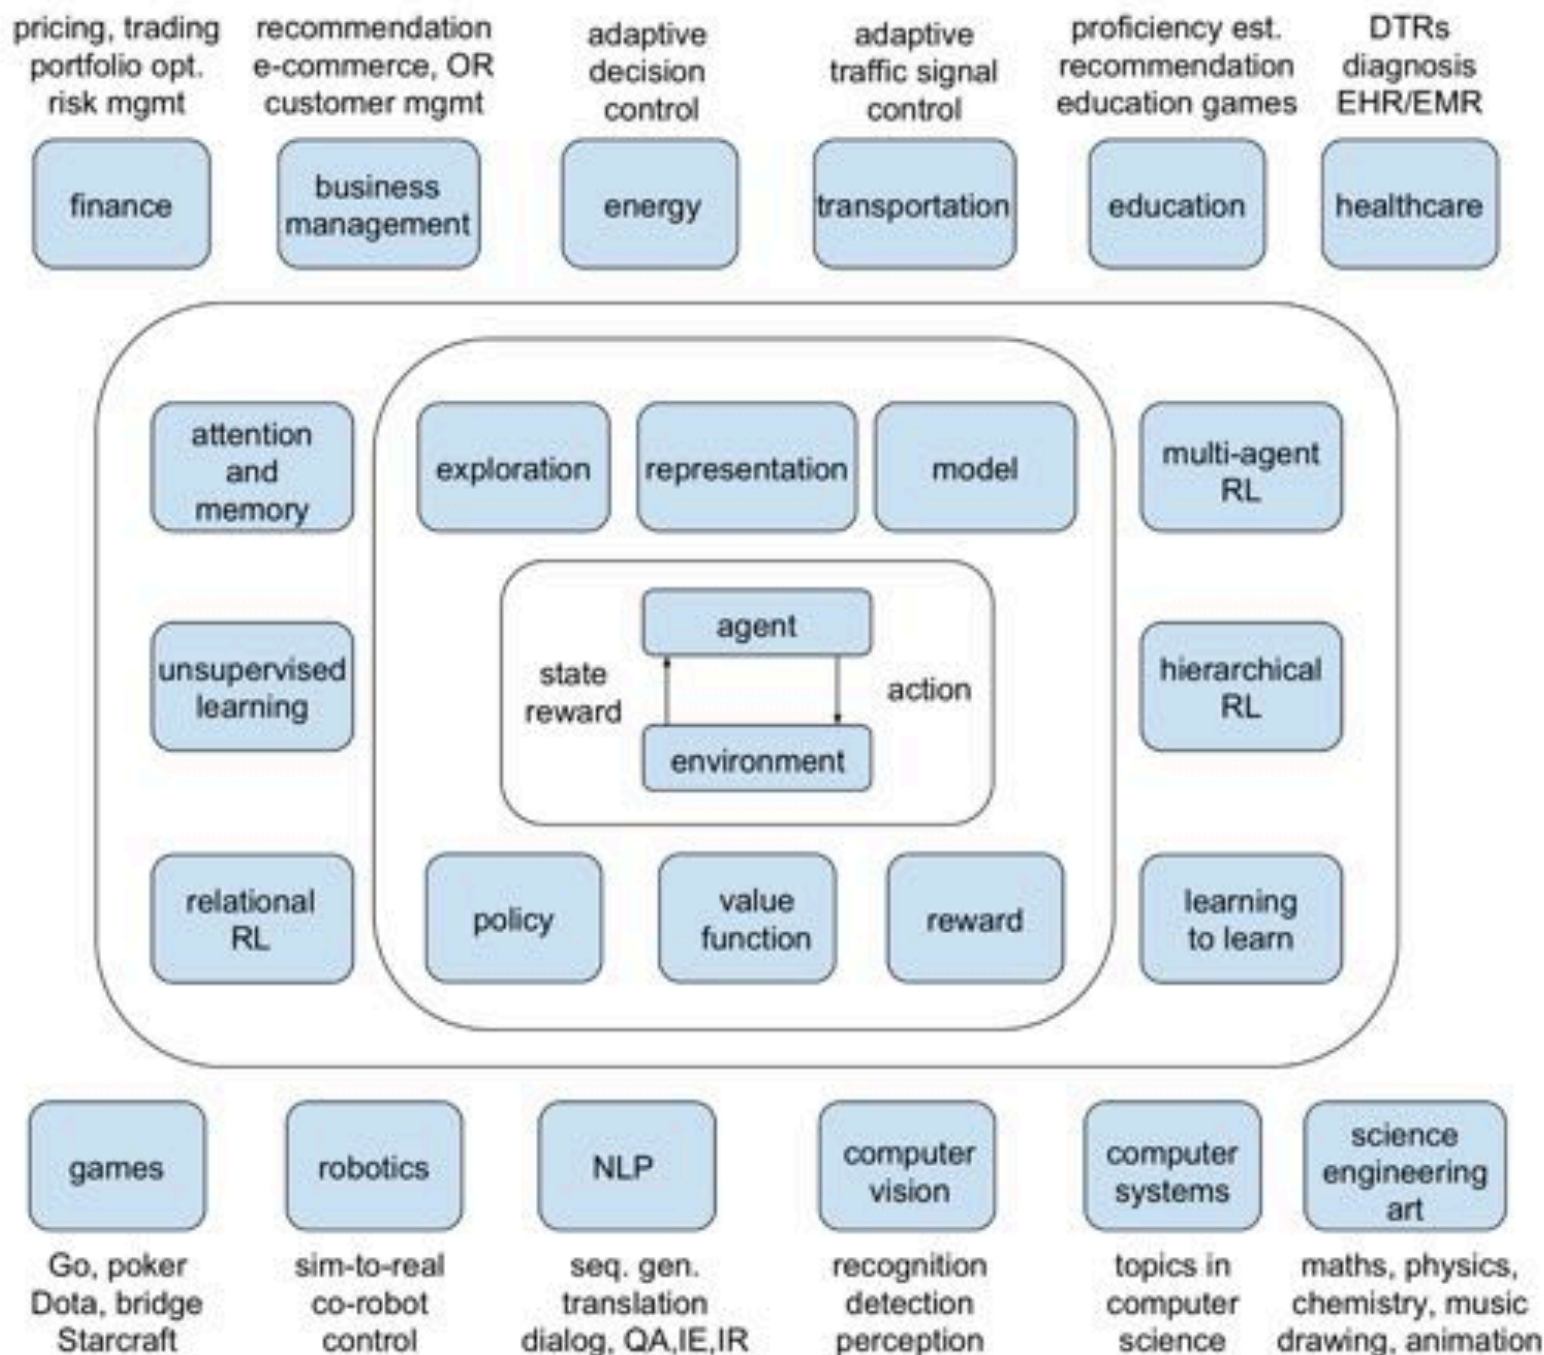 pricing, trading
portfolio opt.
risk mgmt
recommendation
e-commerce, OR
customer mgmt
adaptive
decision
control
adaptive
traffic signal
control
proficiency est.
recommendation
education games
DTRs
diagnosis
EHR/EMR
finance
business
management
energy
transportation
education
healthcare
attention
and
memory
exploration
representation
model
multi-agent
RL
unsupervised
learning
agent
state
reward
action
environment
hierarchical
RL
relational
RL
policy
value
function
reward
learning
to learn
games
robotics
NLP
computer
vision
computer
systems
science
engineering
art
Go, poker
Dota, bridge
Starcraft
sim-to-real
co-robot
control
seq. gen.
translation
dialog, QA,IE,IR
recognition
detection
perception
topics in
computer
science
maths, physics,
chemistry, music
drawing, animation